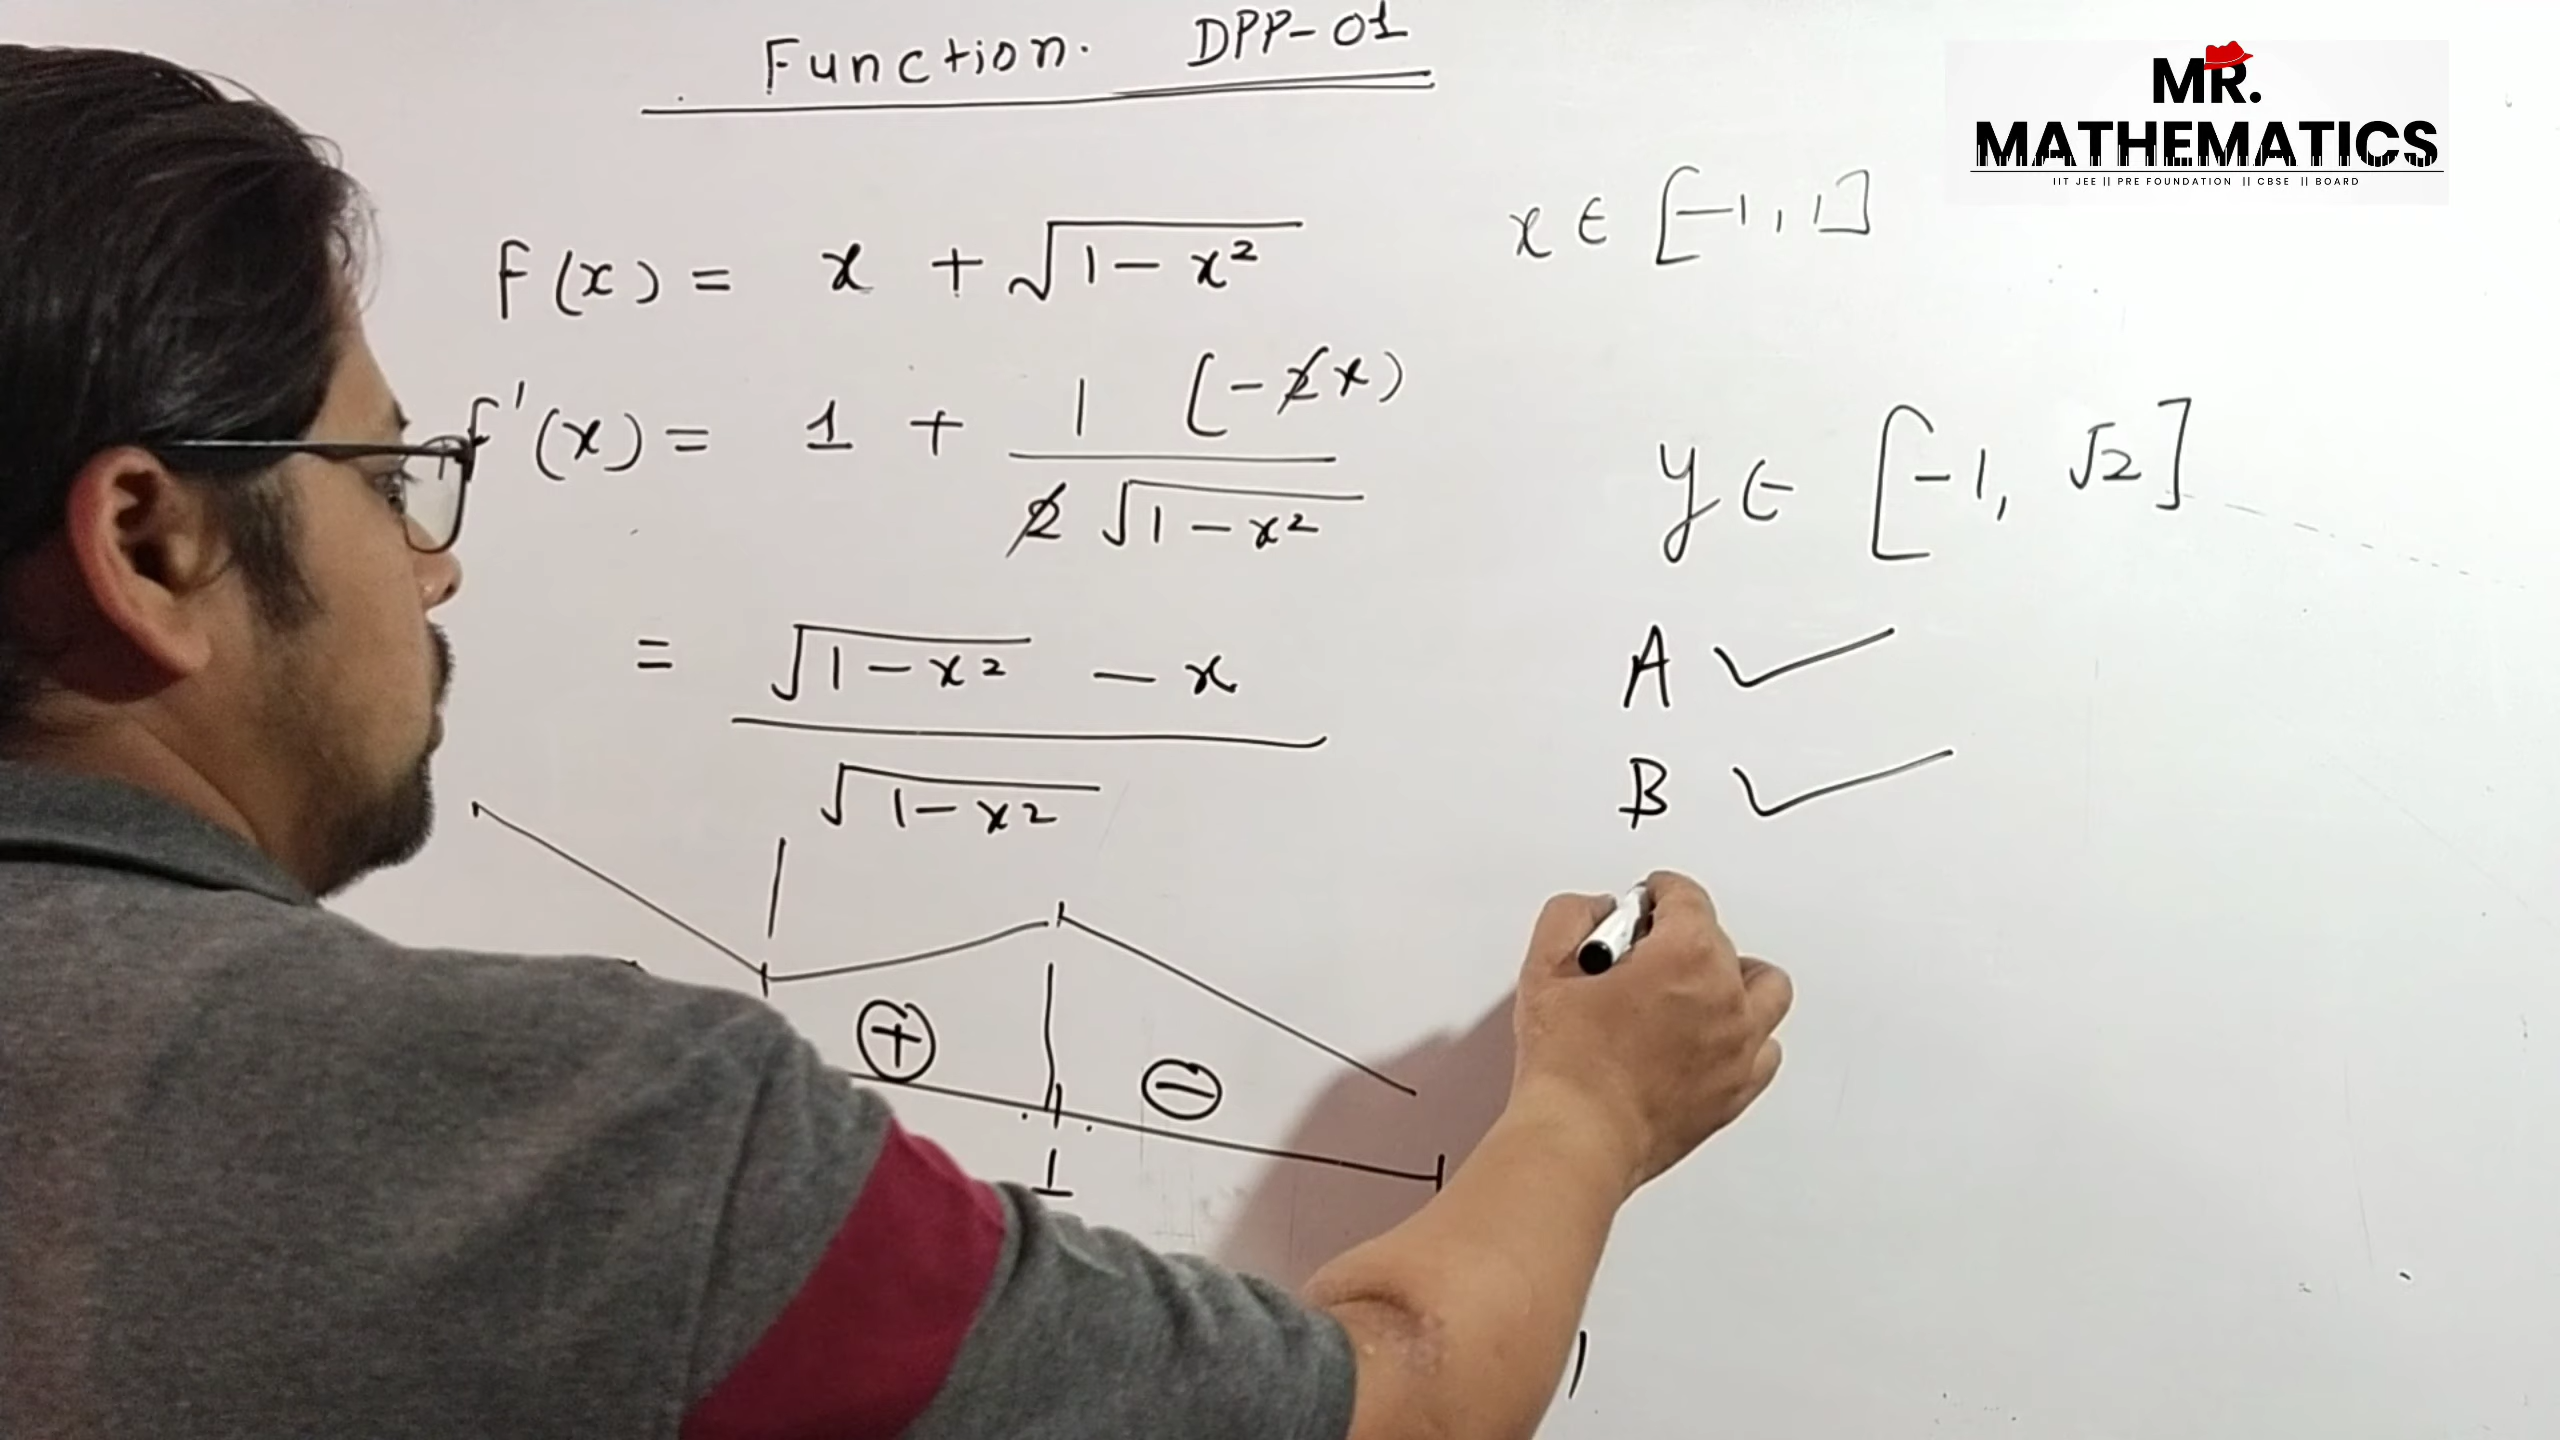 Function. DPP-01
MR.
MATHEMATICS
IIT JEE || PRE FOUNDATION || CBSE || BOARD
f(x) = x + √(1 - x²)
x ∈ [-1, 1]
f'(x) = 1 + 1 (-2x) / 2 √(1 - x²)
y ∈ [-1, √2]
= √(1 - x²) - x / √(1 - x²)
A ✓
B ✓
+
-
1